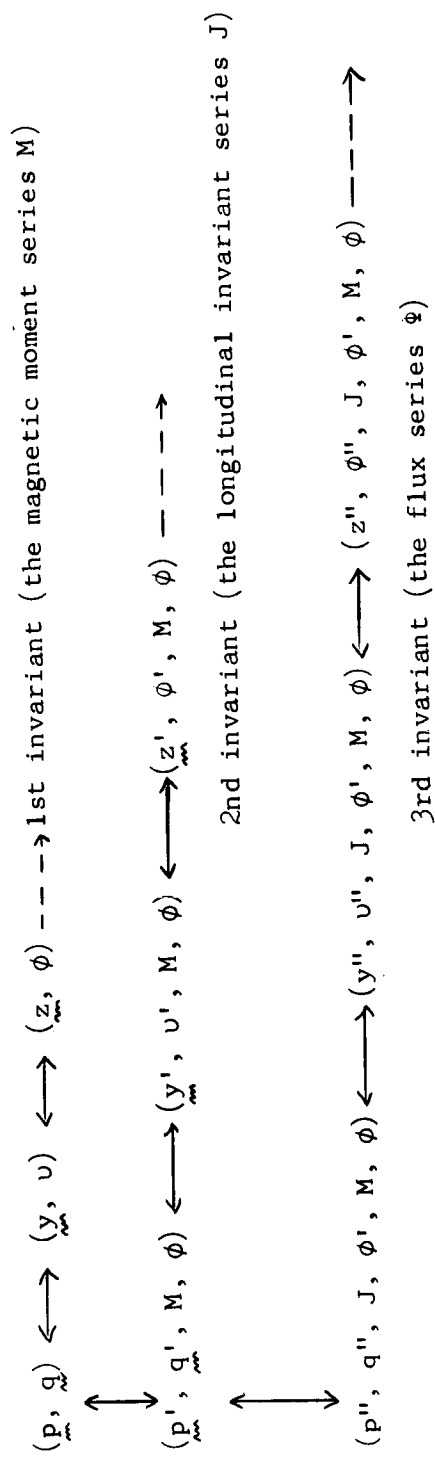 (p, q) ⟷ (y, υ) ⟷ (z, ϕ) ---→ 1st invariant (the magnetic moment series M)
(p', q', M, ϕ) ⟷ (y', υ', M, ϕ) ⟷ (z', ϕ', M, ϕ) ---→
2nd invariant (the longitudinal invariant series J)
(p", q", J, ϕ', M, ϕ) ⟷ (y", υ", J, ϕ', M, ϕ) ⟷ (z", ϕ", J, ϕ', M, ϕ) ---→
3rd invariant (the flux series Φ)